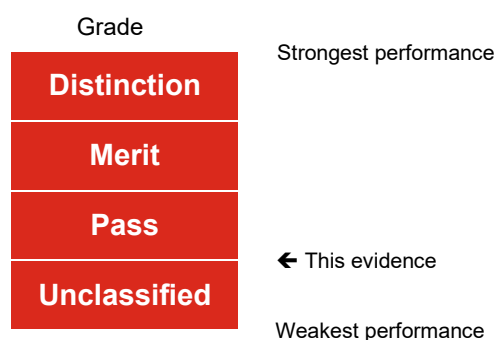 Grade
Strongest performance
Distinction
Merit
Pass
🡸 This evidence
Unclassified
Weakest performance